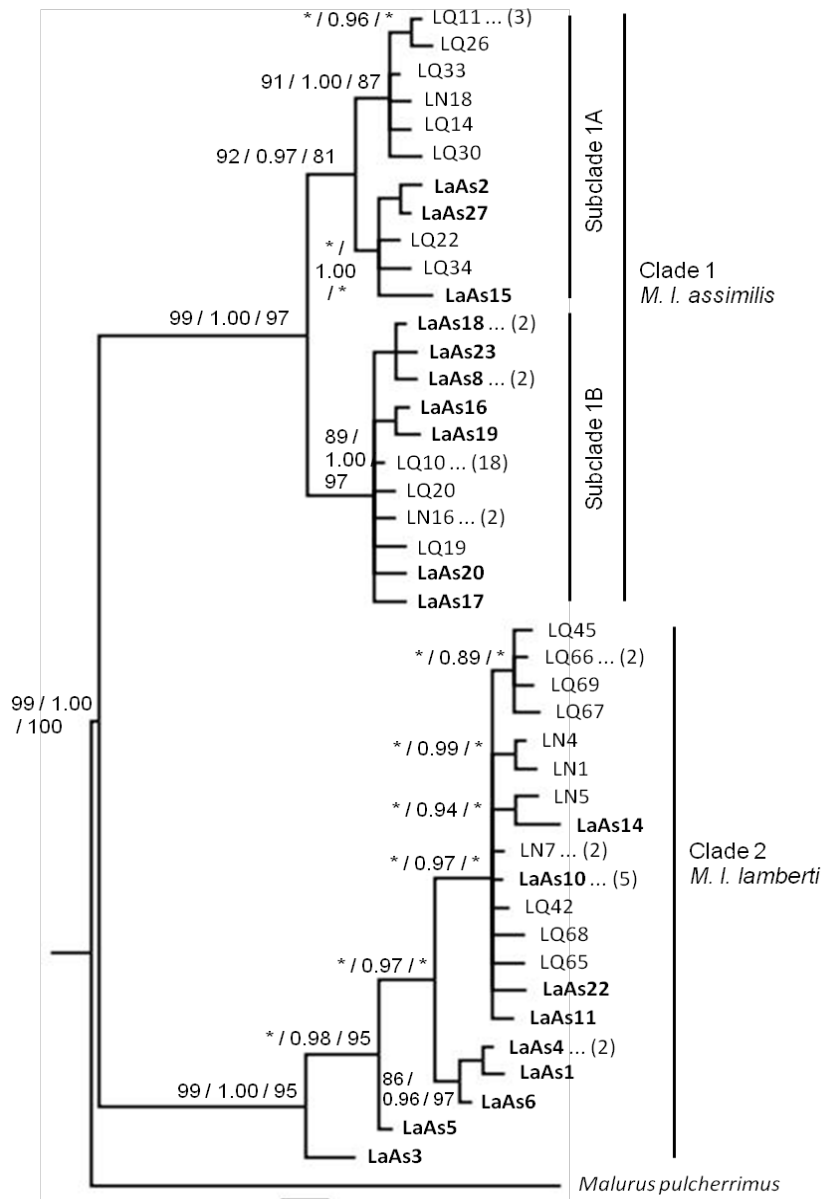 * / 0.96 / *
LQ11 ... (3)
LQ26
91 / 1.00 / 87
LQ33
LN18
LQ14
LQ30
92 / 0.97 / 81
LaAs2
LaAs27
LQ22
LQ34
LaAs15
* /
1.00
/ *
Subclade 1A
Clade 1
M. l. assimilis
99 / 1.00 / 97
LaAs18 ... (2)
LaAs23
LaAs8 ... (2)
LaAs16
LaAs19
89 /
1.00 /
97
LQ10 ... (18)
LQ20
LN16 ... (2)
LQ19
LaAs20
LaAs17
Subclade 1B
99 / 1.00
/ 100
LQ45
* / 0.89 / *
LQ66 ... (2)
LQ69
LQ67
* / 0.99 / *
LN4
LN1
* / 0.94 / *
LN5
LaAs14
* / 0.97 / *
LN7 ... (2)
LaAs10 ... (5)
LQ42
LQ68
LQ65
LaAs22
LaAs11
Clade 2
M. l. lamberti
* / 0.97 / *
* / 0.98 / 95
LaAs4 ... (2)
LaAs1
LaAs6
86 /
0.96 / 97
99 / 1.00 / 95
LaAs5
LaAs3
Malurus pulcherrimus